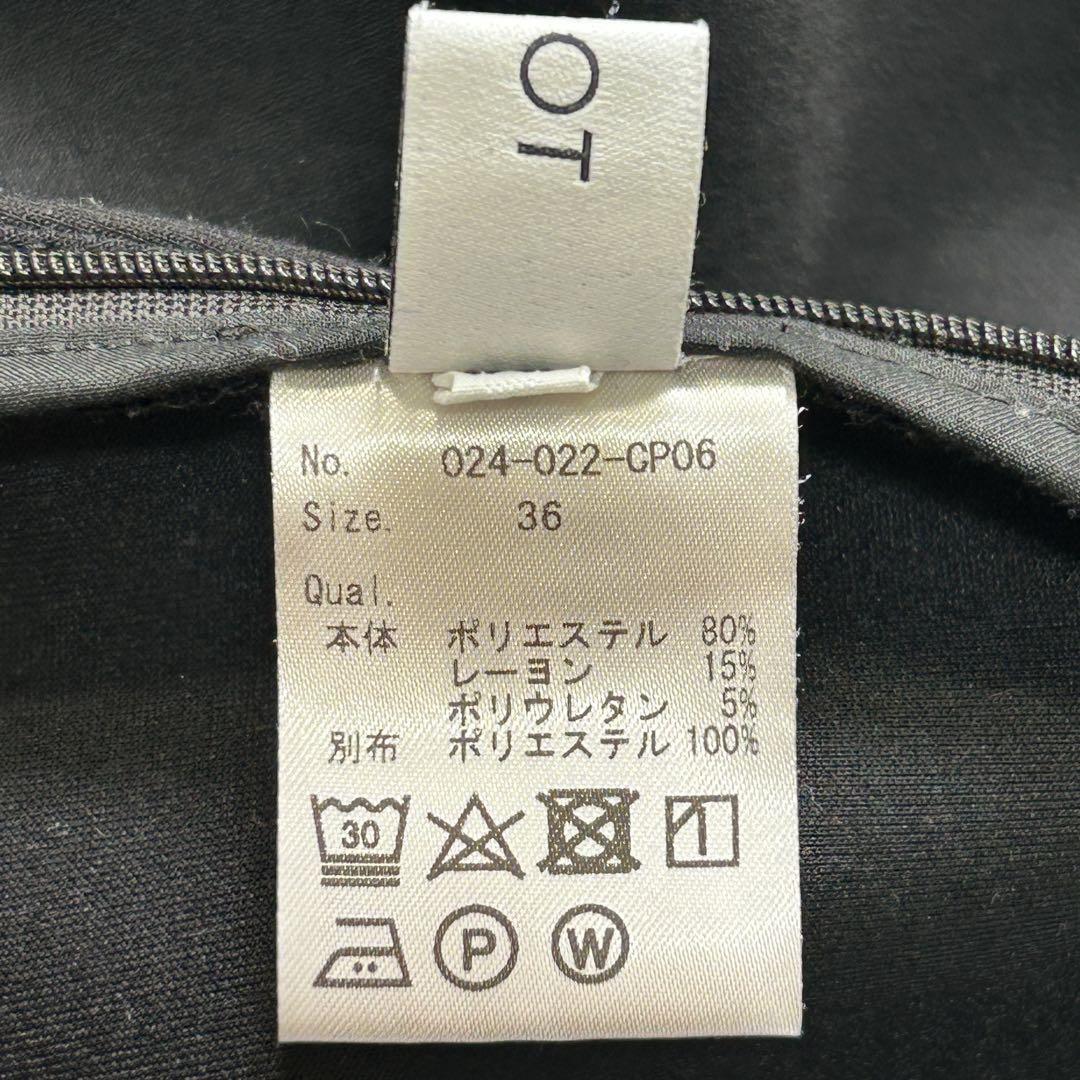 OT
No. 024-022-CP06
Size. 36
Qual.
本体 ポリエステル 80%
レーヨン 15%
ポリウレタン 5%
別布 ポリエステル 100%
30
P W